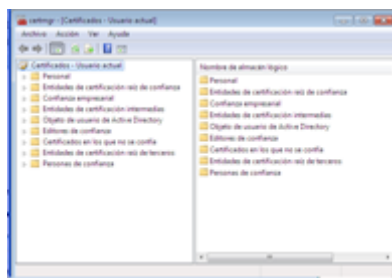 certmgr - [Certificados - Usuario actual]
Archivo Acción Ver Ayuda
Certificados - Usuario actual
Personal
Entidades de certificación raíz de confianza
Confianza empresarial
Entidades de certificación intermedias
Objeto de usuario de Active Directory
Editores de confianza
Certificados en los que no se confía
Entidades de certificación raíz de terceros
Personas de confianza
Nombre de almacén lógico
Personal
Entidades de certificación raíz de confianza
Confianza empresarial
Entidades de certificación intermedias
Objeto de usuario de Active Directory
Editores de confianza
Certificados en los que no se confía
Entidades de certificación raíz de terceros
Personas de confianza